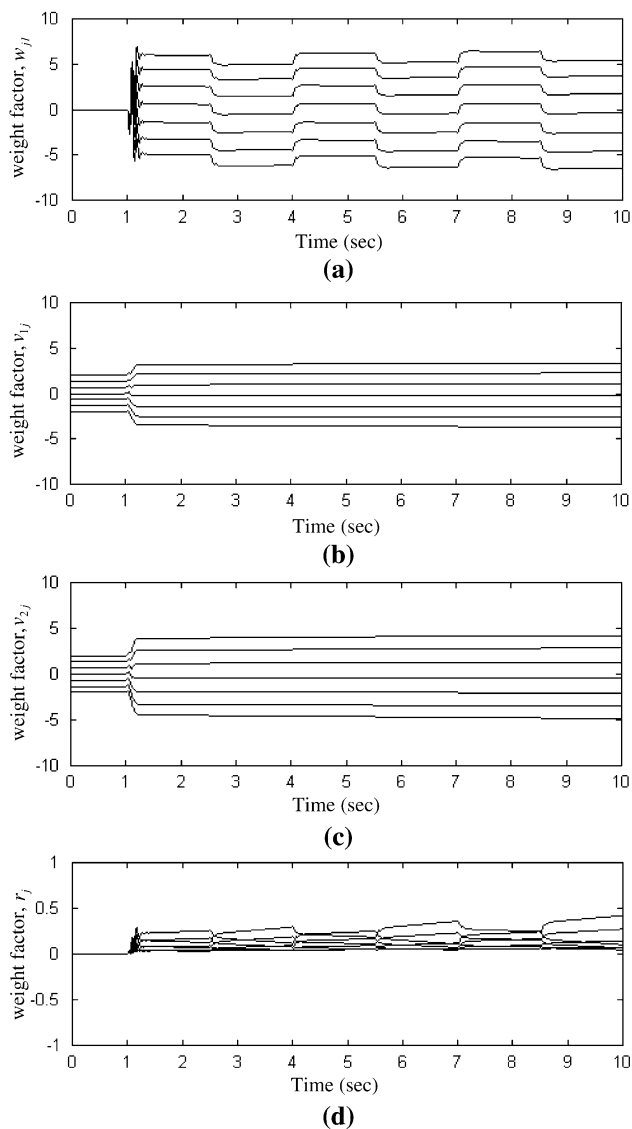 10
5
0
-5
-10
weight factor, wj1
0 1 2 3 4 5 6 7 8 9 10
Time (sec)
(a)
10
5
0
-5
-10
weight factor, v1j
0 1 2 3 4 5 6 7 8 9 10
Time (sec)
(b)
10
5
0
-5
-10
weight factor, v2j
0 1 2 3 4 5 6 7 8 9 10
Time (sec)
(c)
1
0.5
0
-0.5
-1
weight factor, rj
0 1 2 3 4 5 6 7 8 9 10
Time (sec)
(d)